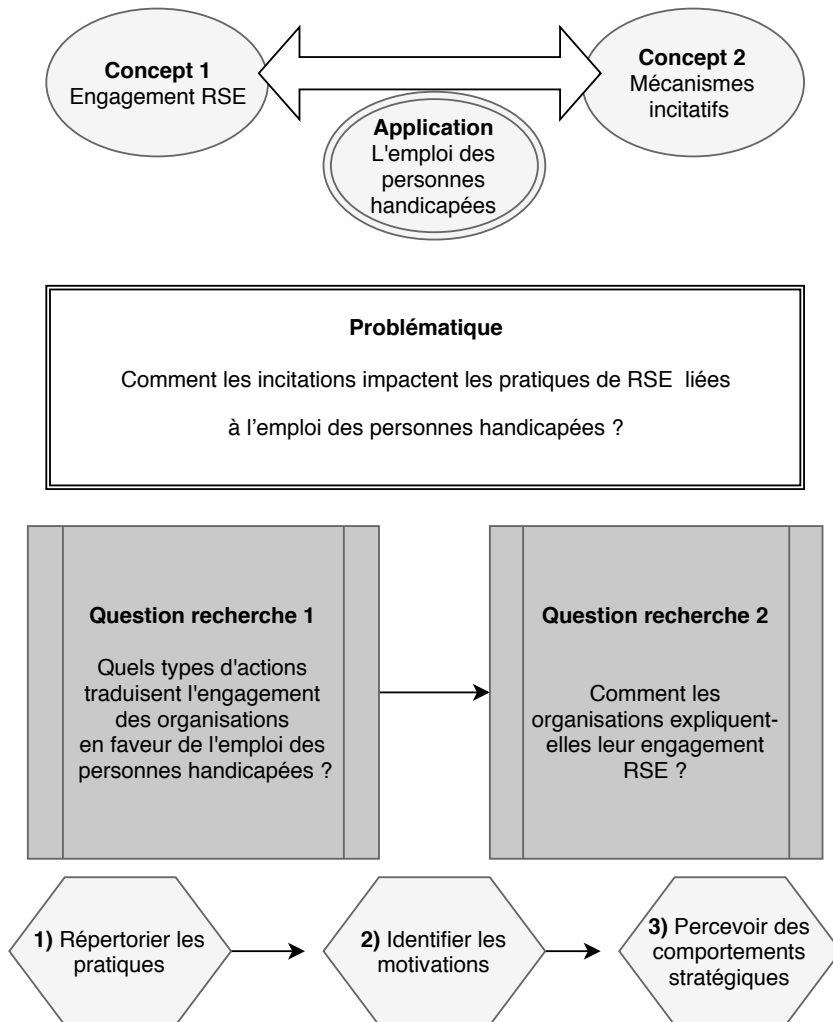 Concept 1
Engagement RSE
Concept 2
Mécanismes
incitatifs
Application
L'emploi des
personnes
handicapées
Problématique
Comment les incitations impactent les pratiques de RSE  liées
à l'emploi des personnes handicapées ?
Question recherche 1
Quels types d'actions
traduisent l'engagement
des organisations
en faveur de l'emploi des
personnes handicapées ?
Question recherche 2
Comment les
organisations expliquent-
elles leur engagement
RSE ?
1) Répertorier les
pratiques
2) Identifier les
motivations
3) Percevoir des
comportements
stratégiques